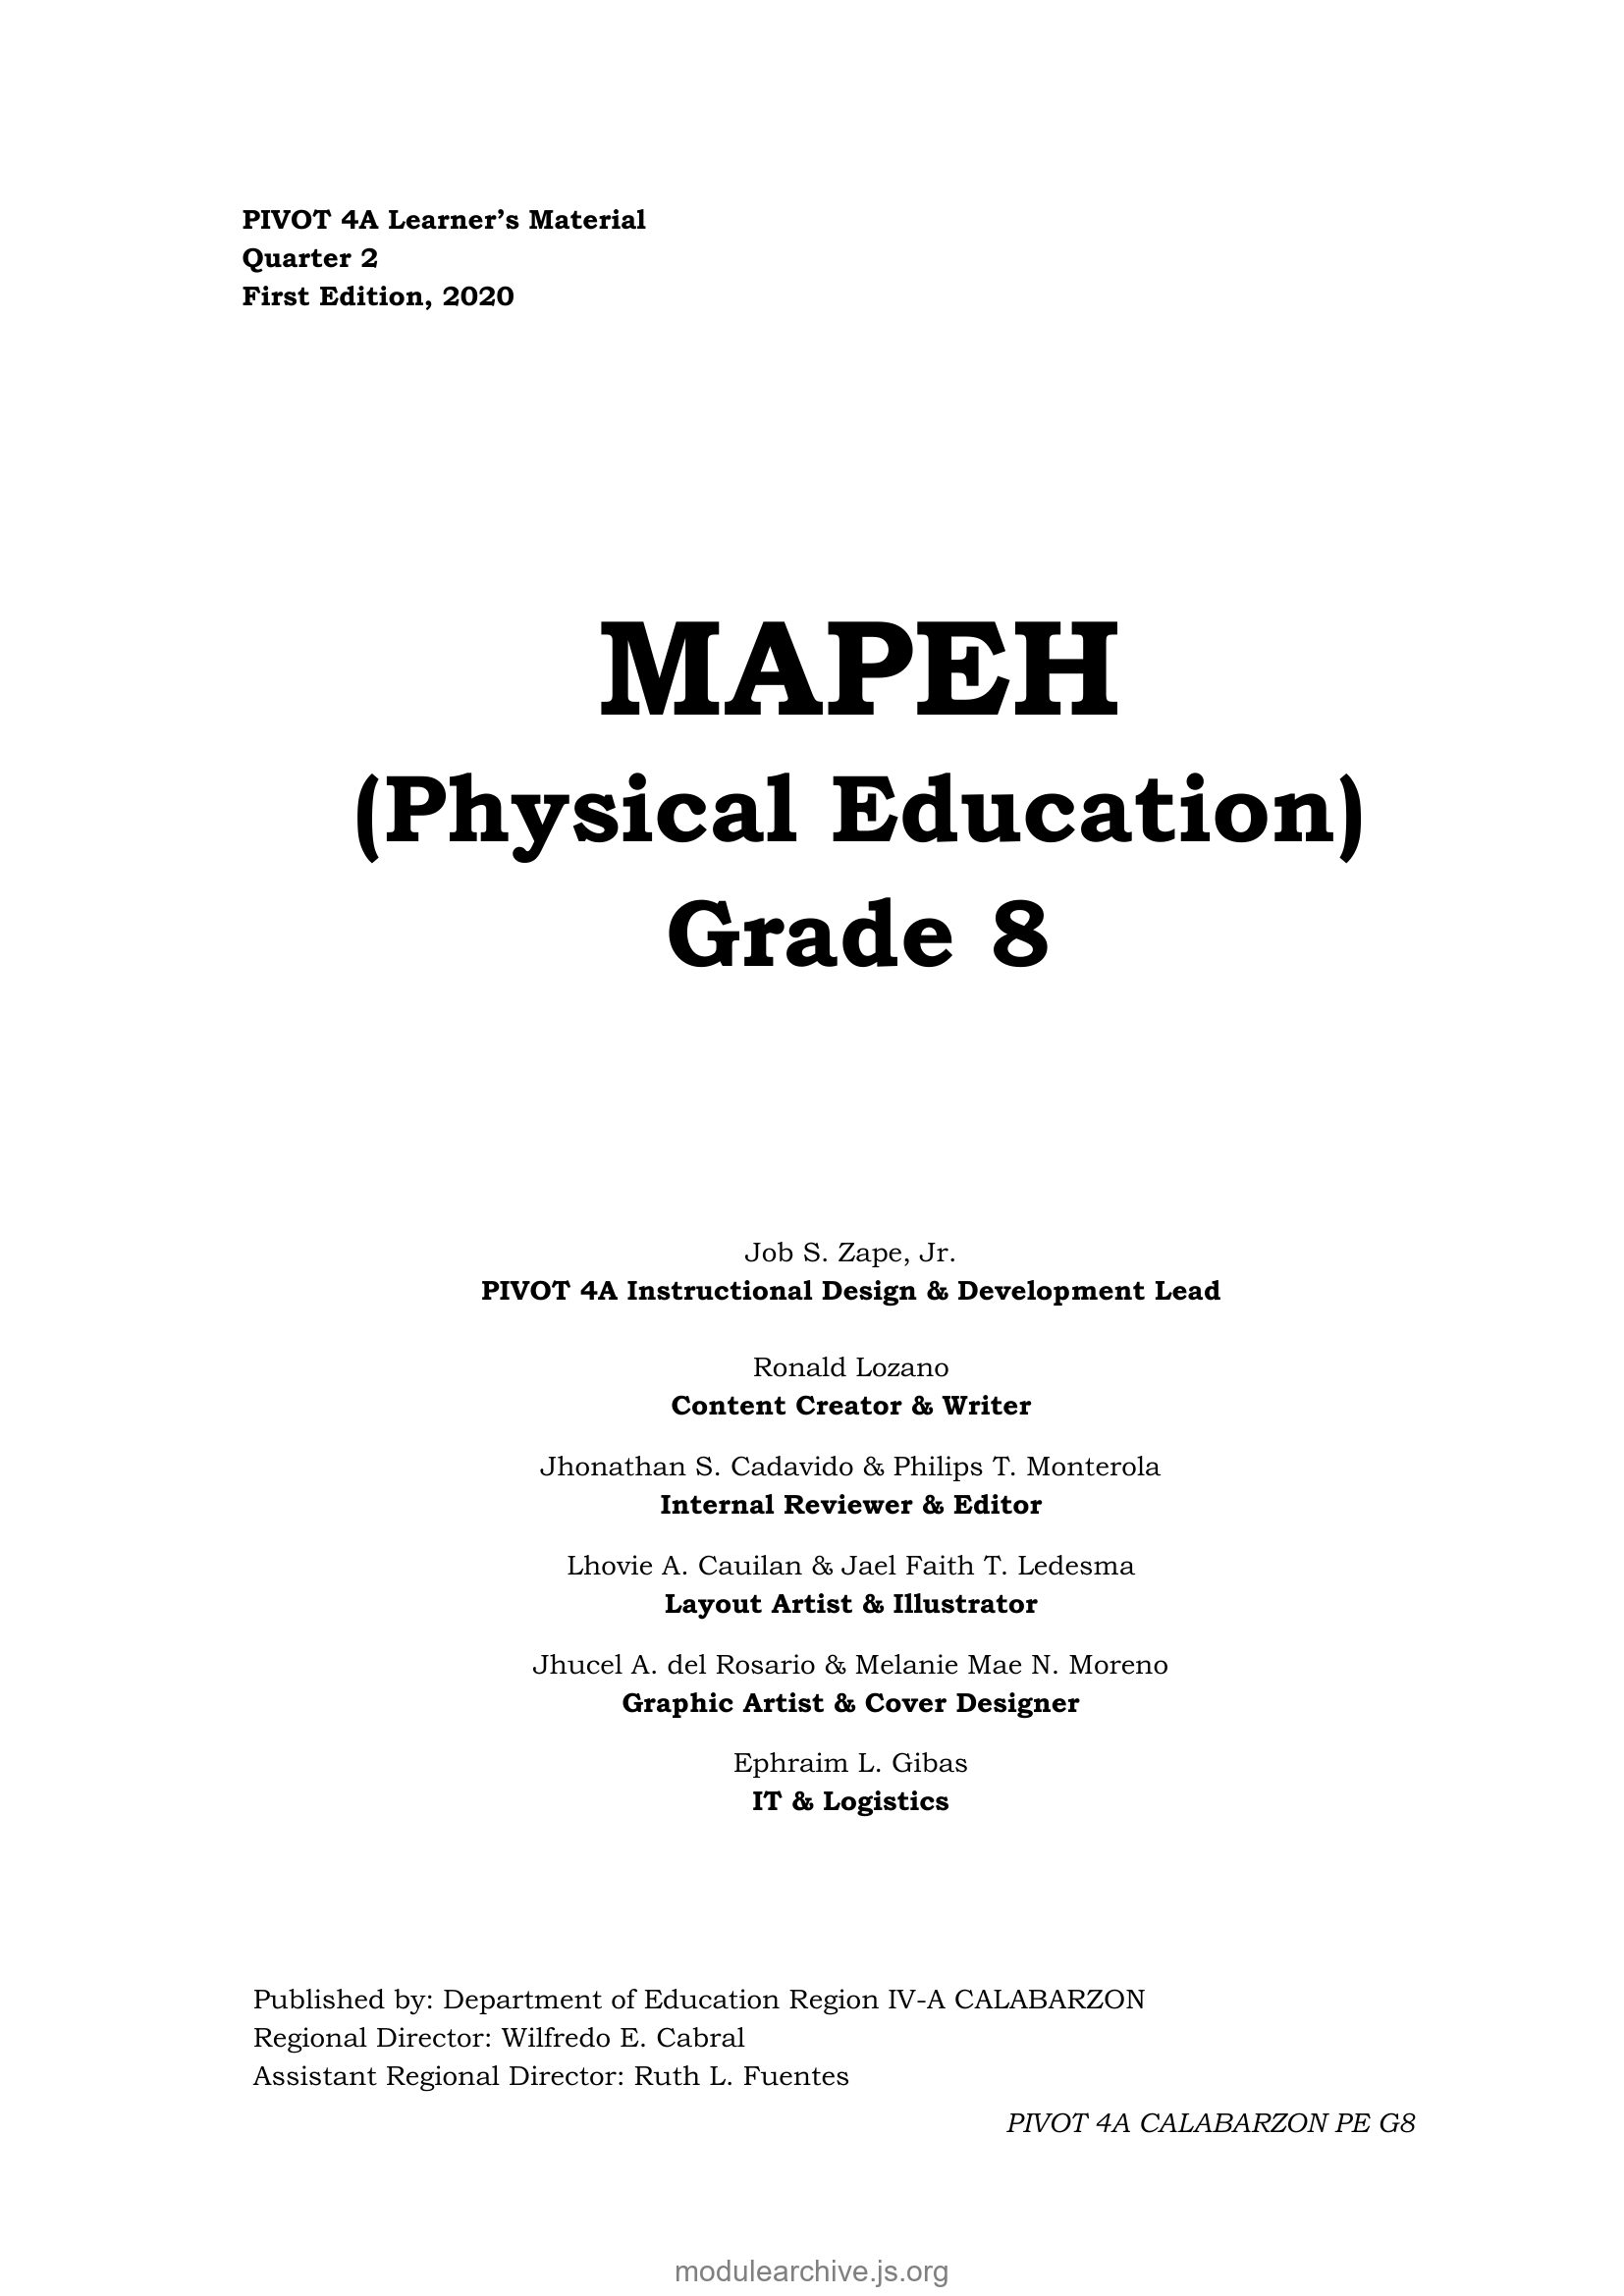 PIVOT 4A Learner’s Material
Quarter 2
First Edition, 2020
MAPEH
(Physical Education)
Grade 8
Job S. Zape, Jr.
PIVOT 4A Instructional Design & Development Lead
Ronald Lozano
Content Creator & Writer
Jhonathan S. Cadavido & Philips T. Monterola
Internal Reviewer & Editor
Lhovie A. Cauilan & Jael Faith T. Ledesma
Layout Artist & Illustrator
Jhucel A. del Rosario & Melanie Mae N. Moreno
Graphic Artist & Cover Designer
Ephraim L. Gibas
IT & Logistics
Published by: Department of Education Region IV-A CALABARZON
Regional Director: Wilfredo E. Cabral
Assistant Regional Director: Ruth L. Fuentes
PIVOT 4A CALABARZON PE G8
modulearchive.js.org